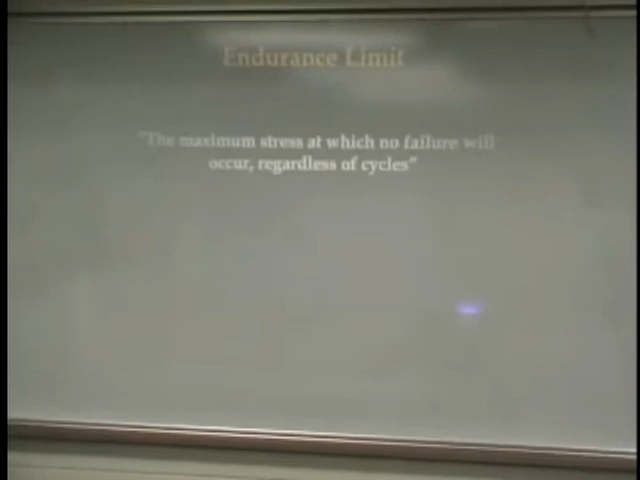 Endurance Limit
"The maximum stress at which no failure will
occur, regardless of cycles"